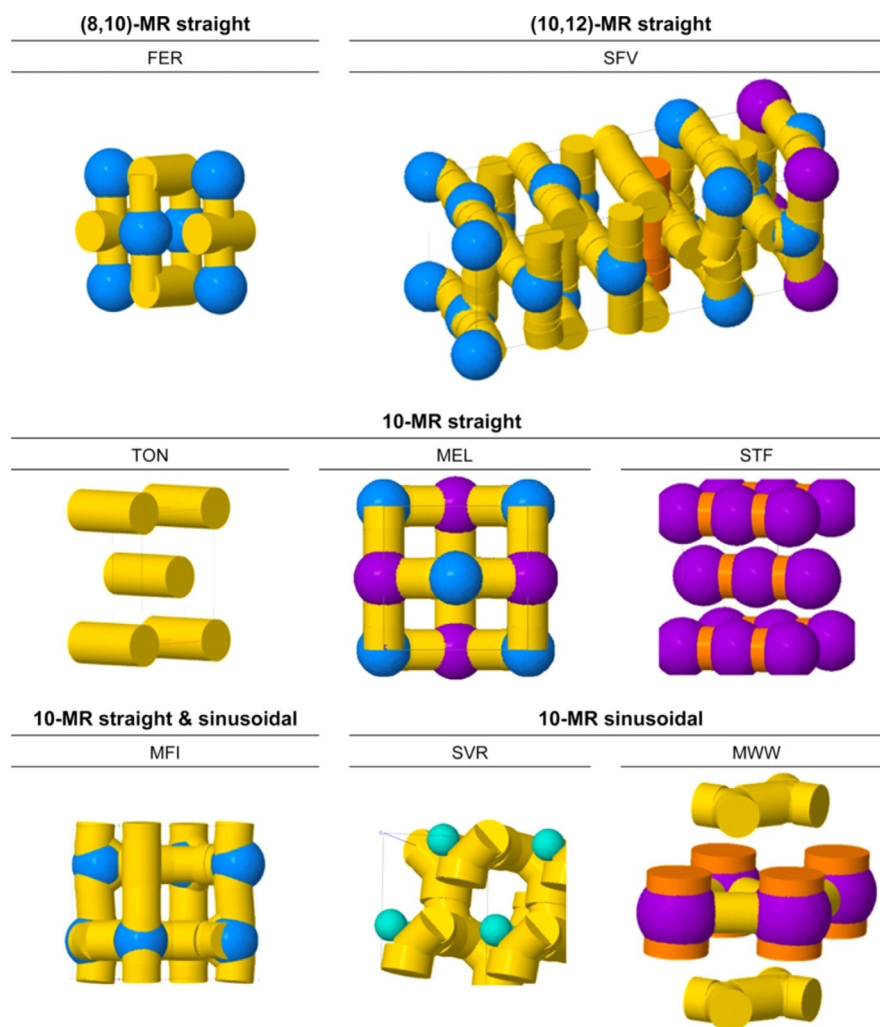 (8,10)-MR straight
(10,12)-MR straight
FER
SFV
10-MR straight
TON
MEL
STF
10-MR straight & sinusoidal
10-MR sinusoidal
MFI
SVR
MWW